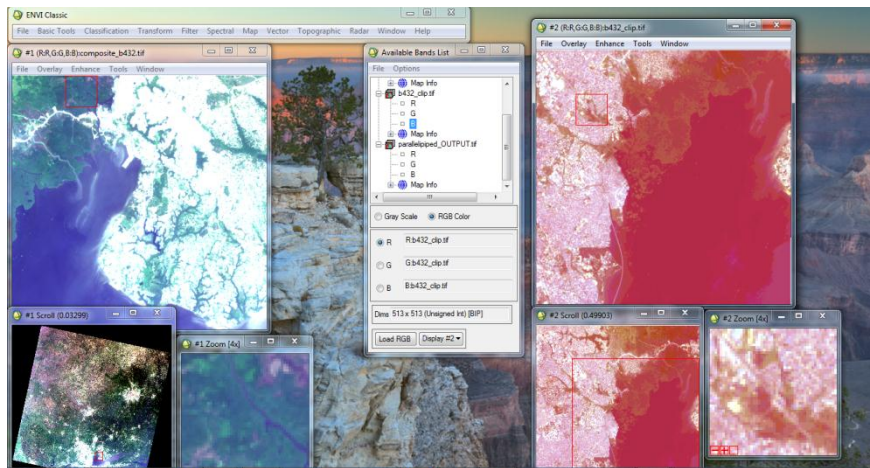 ENVI Classic
File Basic Tools Classification Transform Filter Spectral Map Vector Topographic Radar Window Help
#1 (R:R,G:G,B:B):composite_b432.tif
File Overlay Enhance Tools Window
Available Bands List
File Options
Map Info
b432_clip.tif
R
G
B
Map Info
parallelipiped_OUTPUT.tif
R
G
B
Map Info
Gray Scale RGB Color
R R:b432_clip.tif
G G:b432_clip.tif
B B:b432_clip.tif
Dims 513 x 513 (Unsigned Int) [BIP]
Load RGB Display #2
#2 (R:R,G:G,B:B):b432_clip.tif
File Overlay Enhance Tools Window
#1 Scroll (0.03299)
#1 Zoom [4x]
#2 Scroll (0.49903)
#2 Zoom [4x]